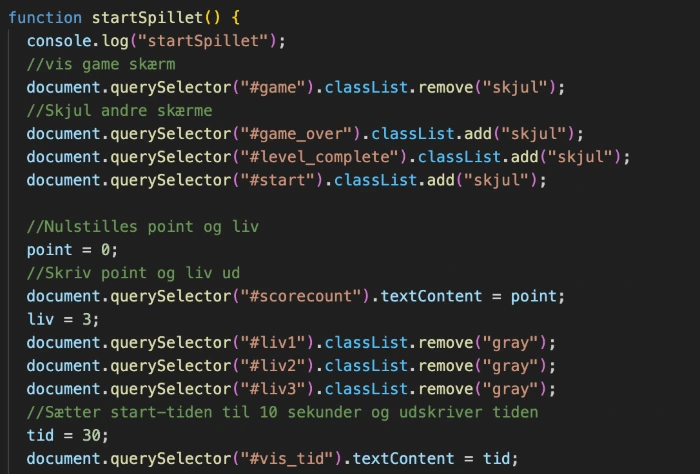 function startSpillet() {
console.log("startSpillet");
//vis game skærm
document.querySelector("#game").classList.remove("skjul");
//Skjul andre skærme
document.querySelector("#game_over").classList.add("skjul");
document.querySelector("#level_complete").classList.add("skjul");
document.querySelector("#start").classList.add("skjul");
//Nulstilles point og liv
point = 0;
//Skriv point og liv ud
document.querySelector("#scorecount").textContent = point;
liv = 3;
document.querySelector("#liv1").classList.remove("gray");
document.querySelector("#liv2").classList.remove("gray");
document.querySelector("#liv3").classList.remove("gray");
//Sætter start-tiden til 10 sekunder og udskriver tiden
tid = 30;
document.querySelector("#vis_tid").textContent = tid;